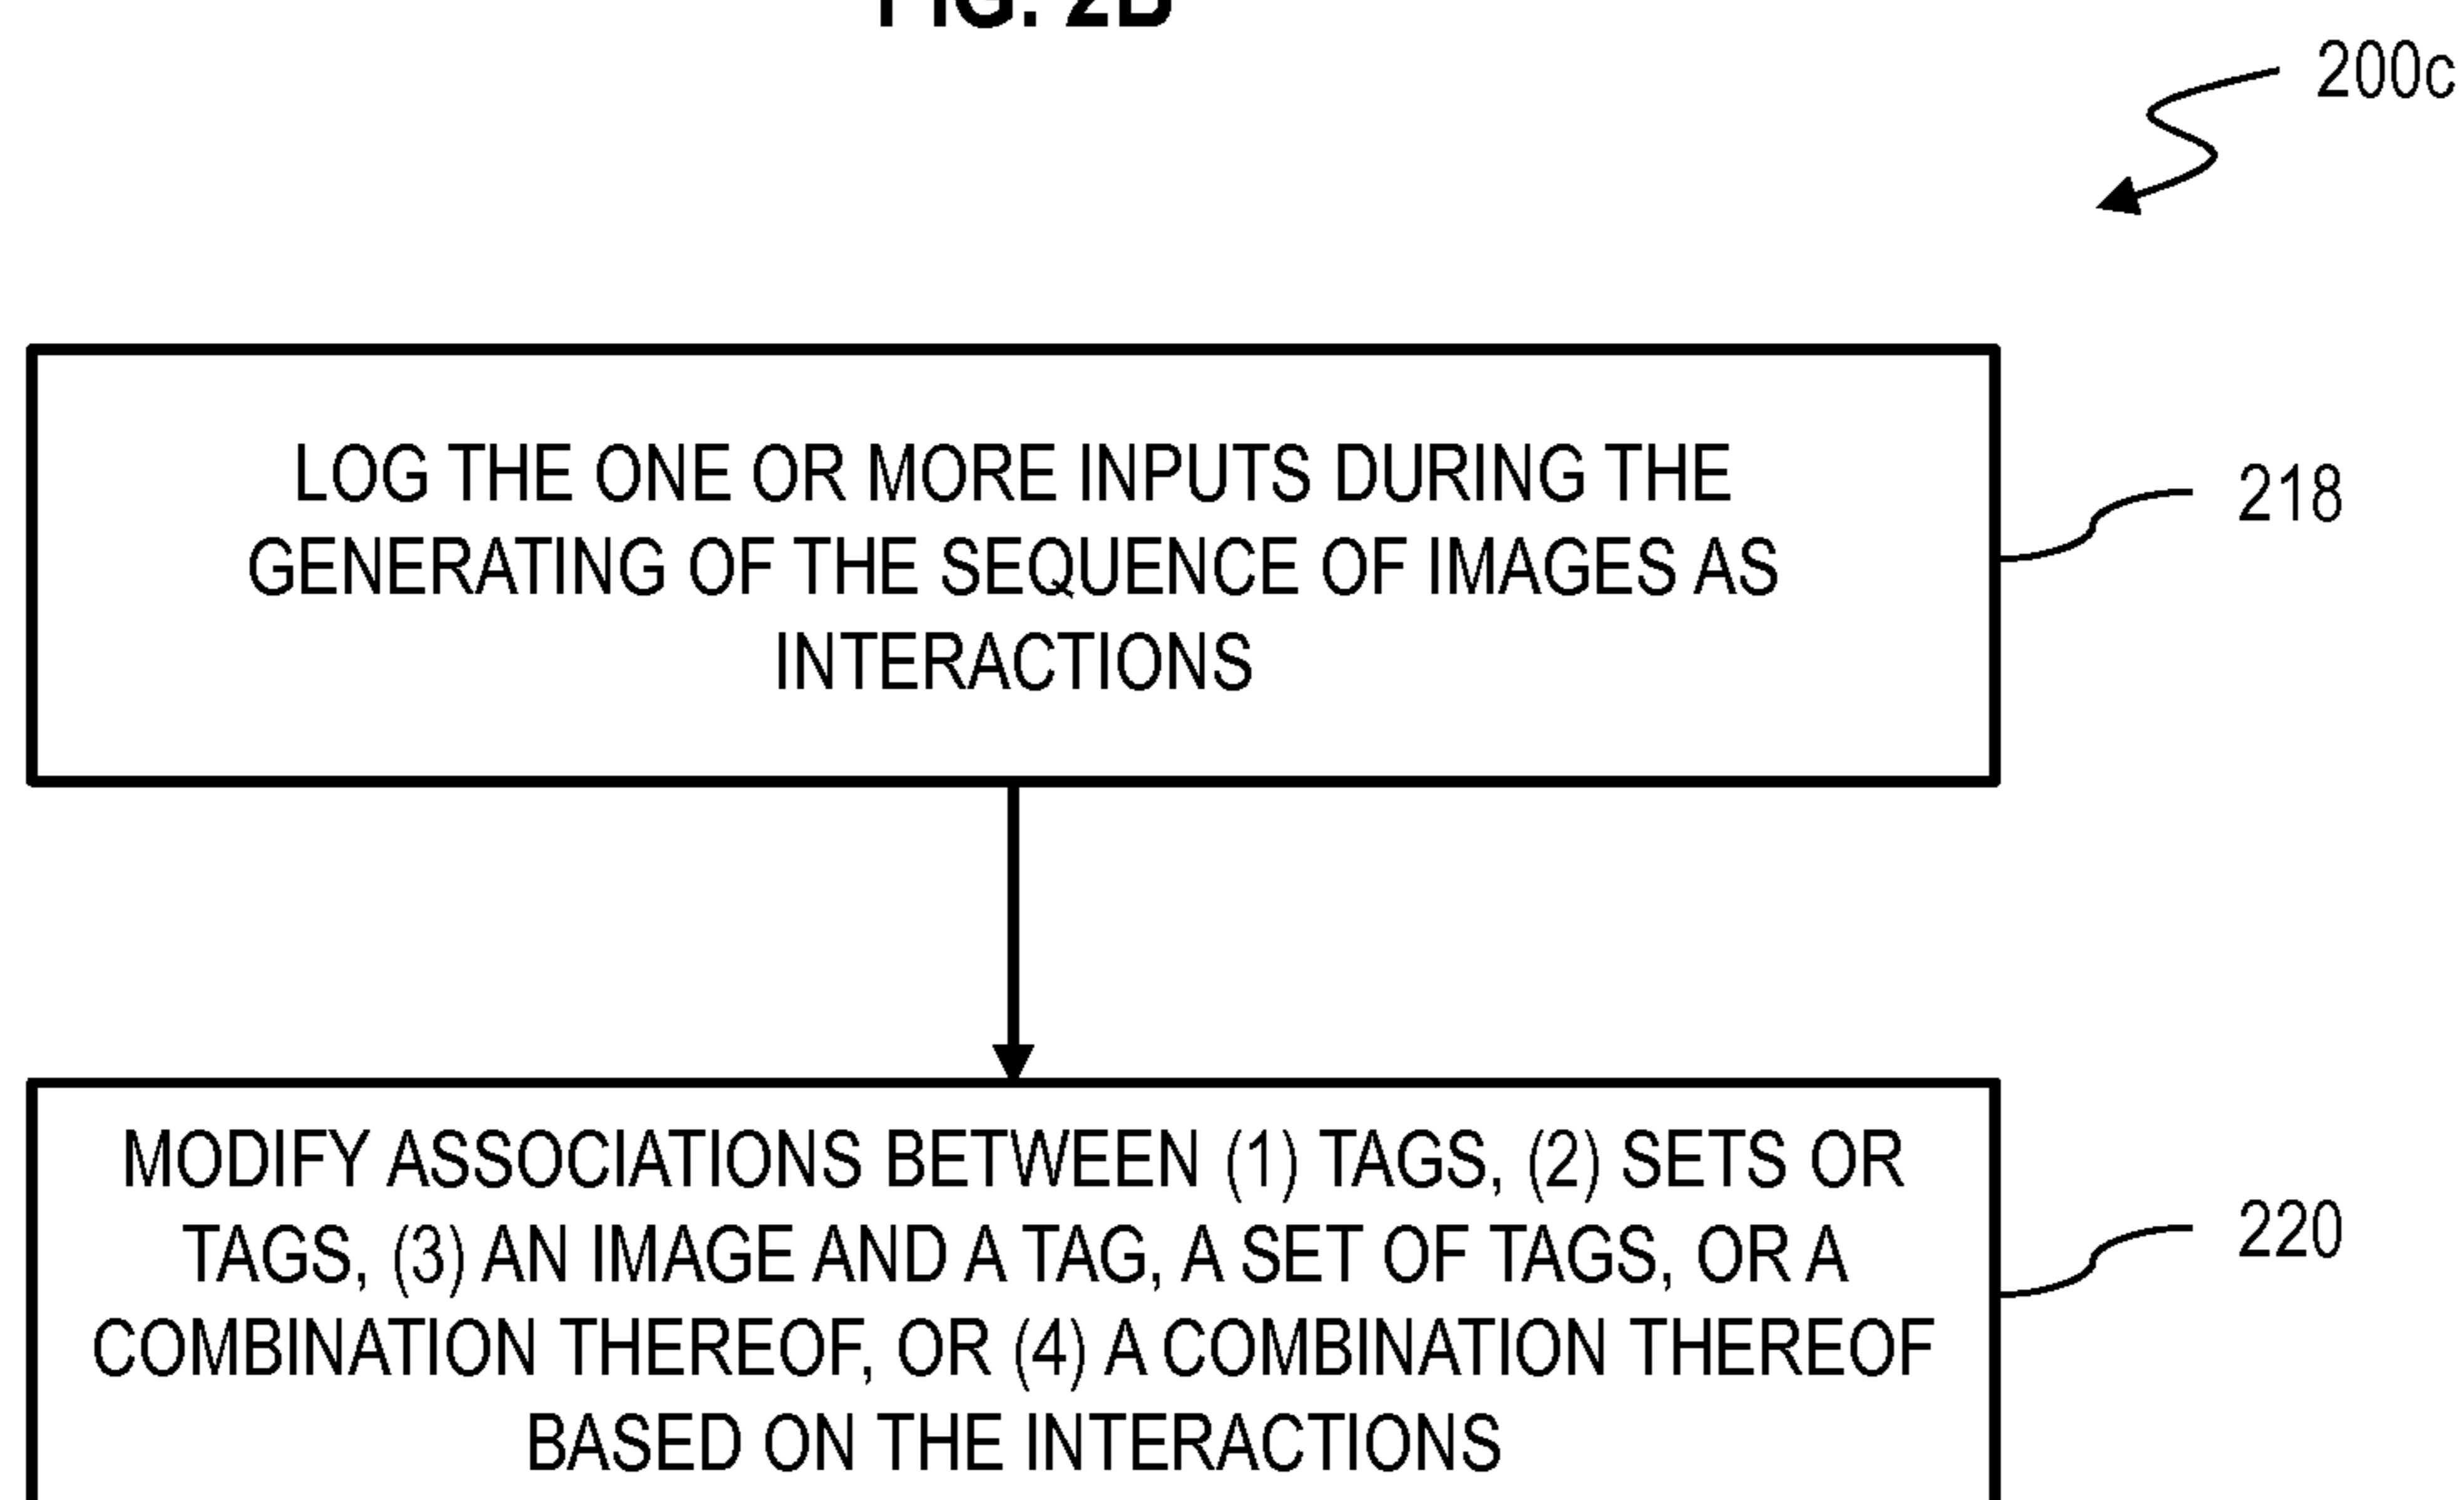 FIG. 2B
200c
LOG THE ONE OR MORE INPUTS DURING THE
GENERATING OF THE SEQUENCE OF IMAGES AS
INTERACTIONS
218
MODIFY ASSOCIATIONS BETWEEN (1) TAGS, (2) SETS OR
TAGS, (3) AN IMAGE AND A TAG, A SET OF TAGS, OR A
COMBINATION THEREOF, OR (4) A COMBINATION THEREOF
BASED ON THE INTERACTIONS
220